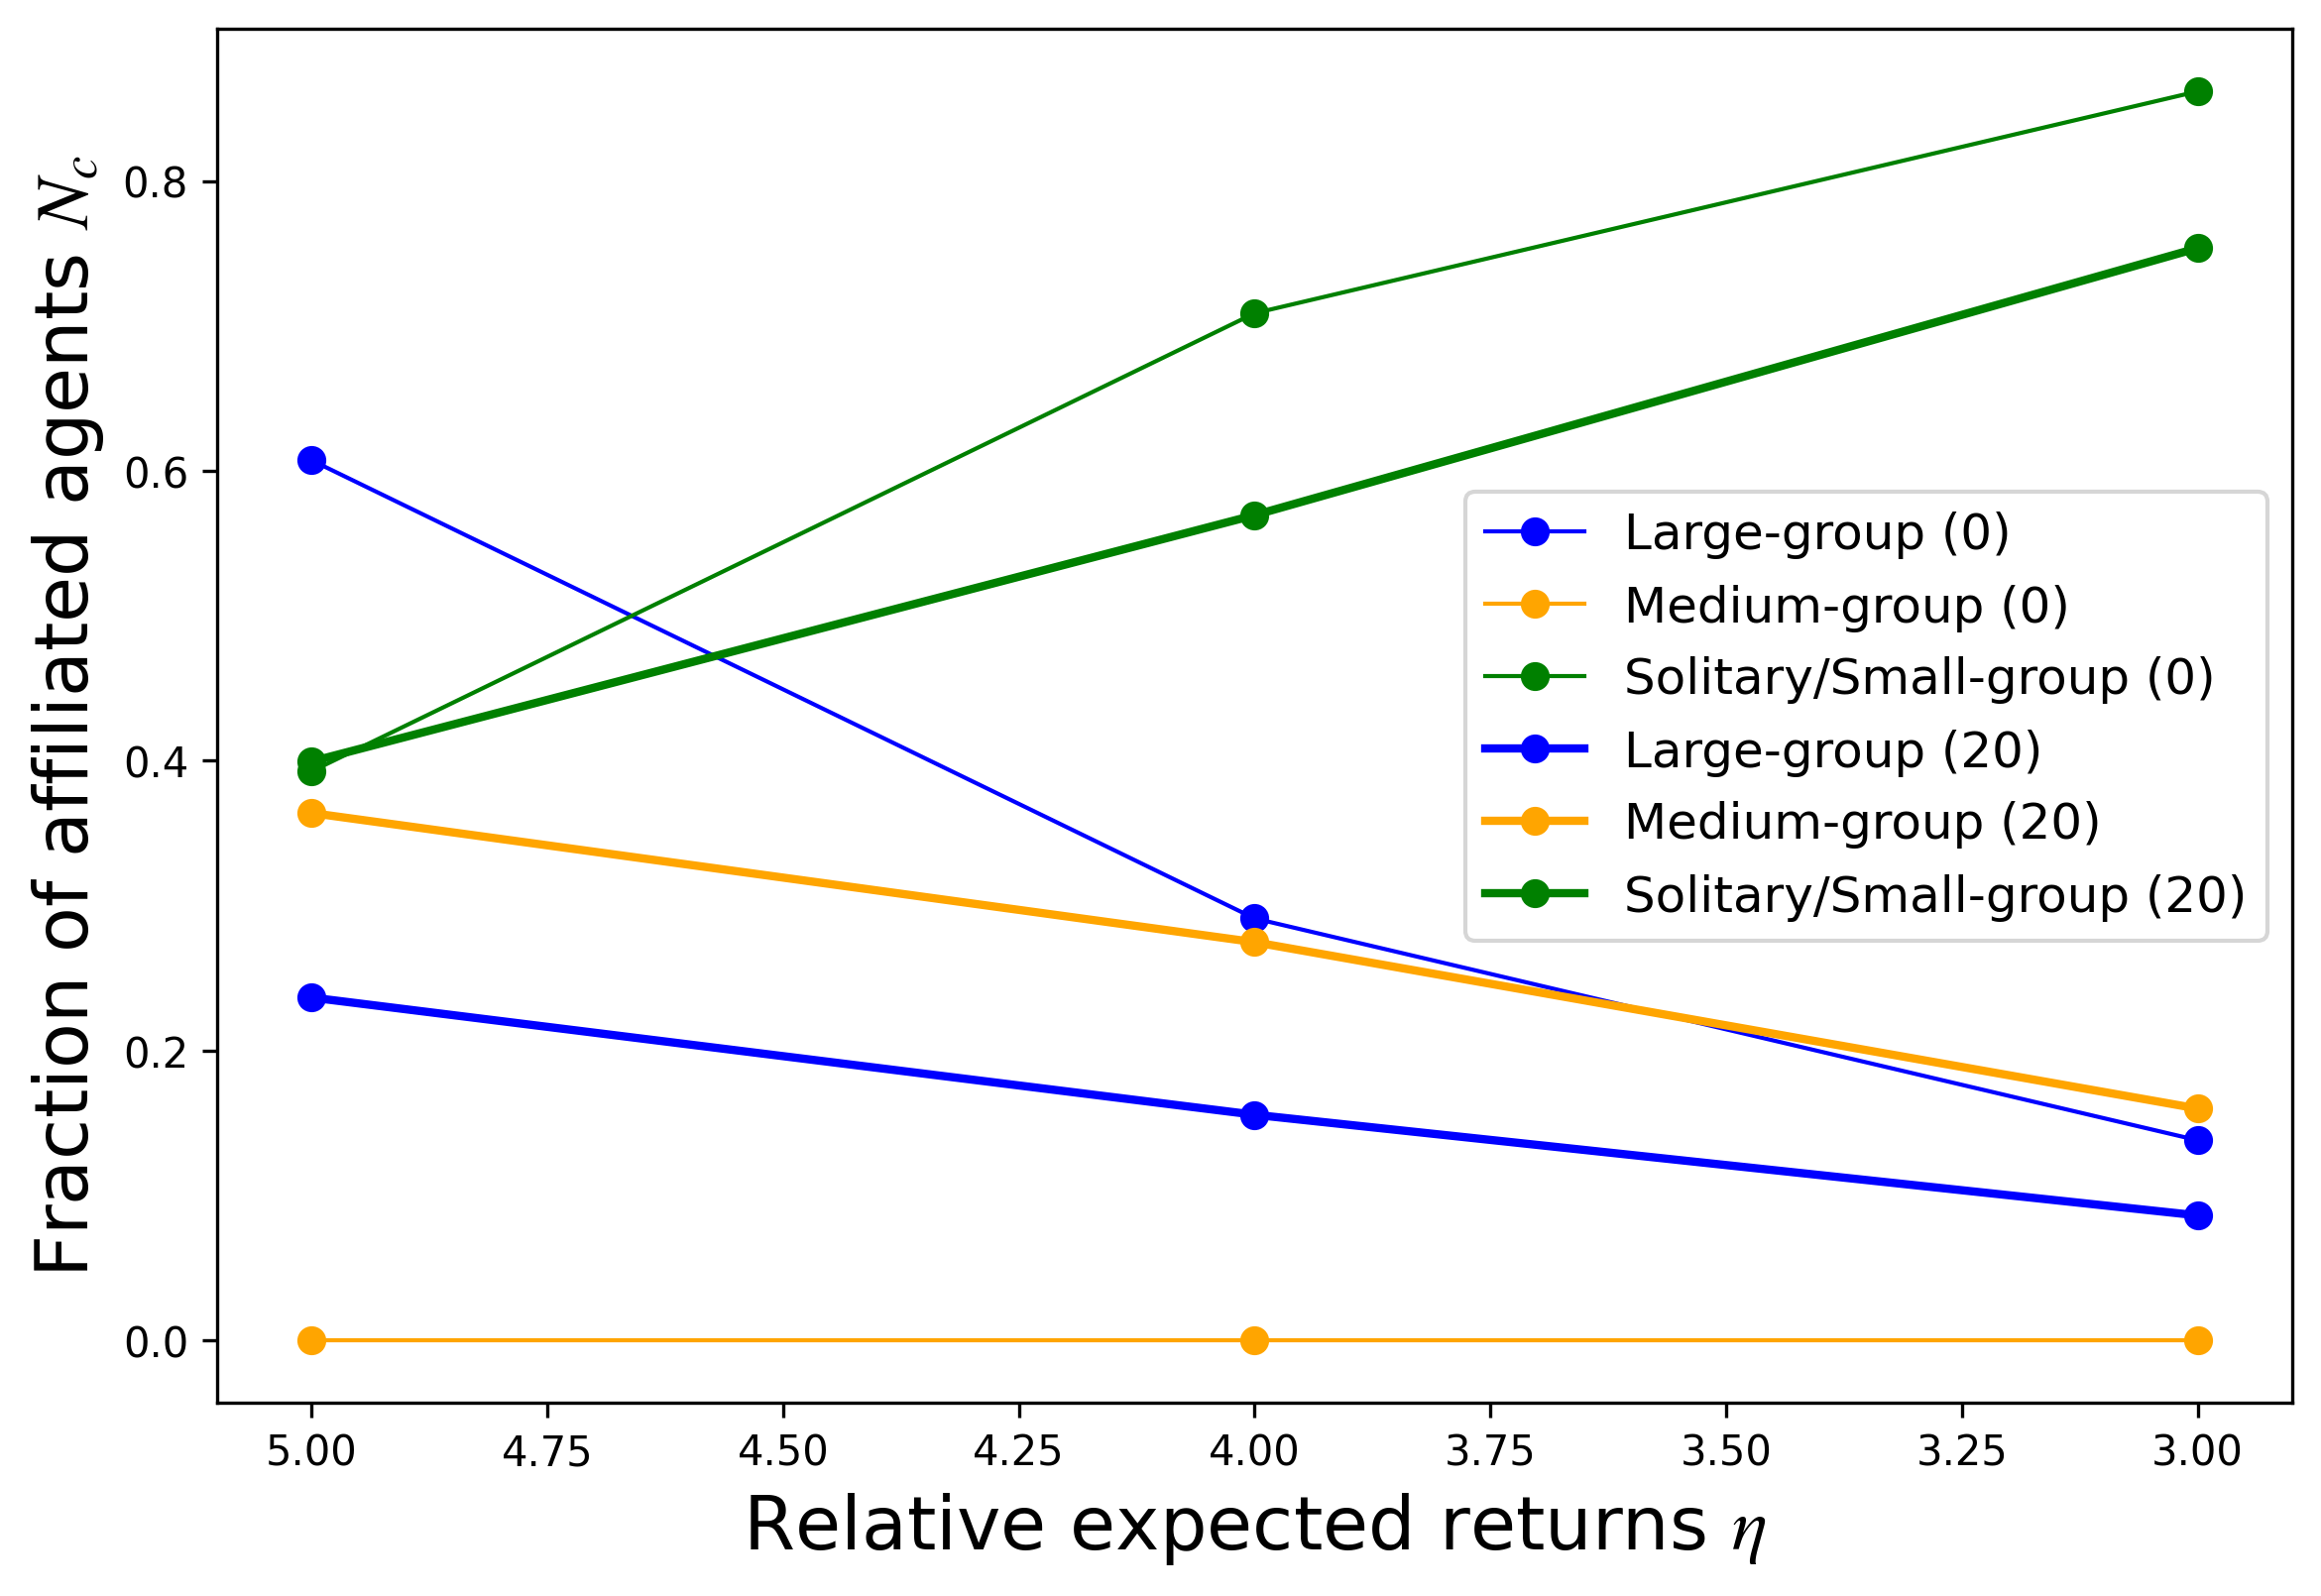 Fraction of affiliated agents N_c
0.8
0.6
0.4
0.2
0.0
Large-group (0)
Medium-group (0)
Solitary/Small-group (0)
Large-group (20)
Medium-group (20)
Solitary/Small-group (20)
5.00 4.75 4.50 4.25 4.00 3.75 3.50 3.25 3.00
Relative expected returns η